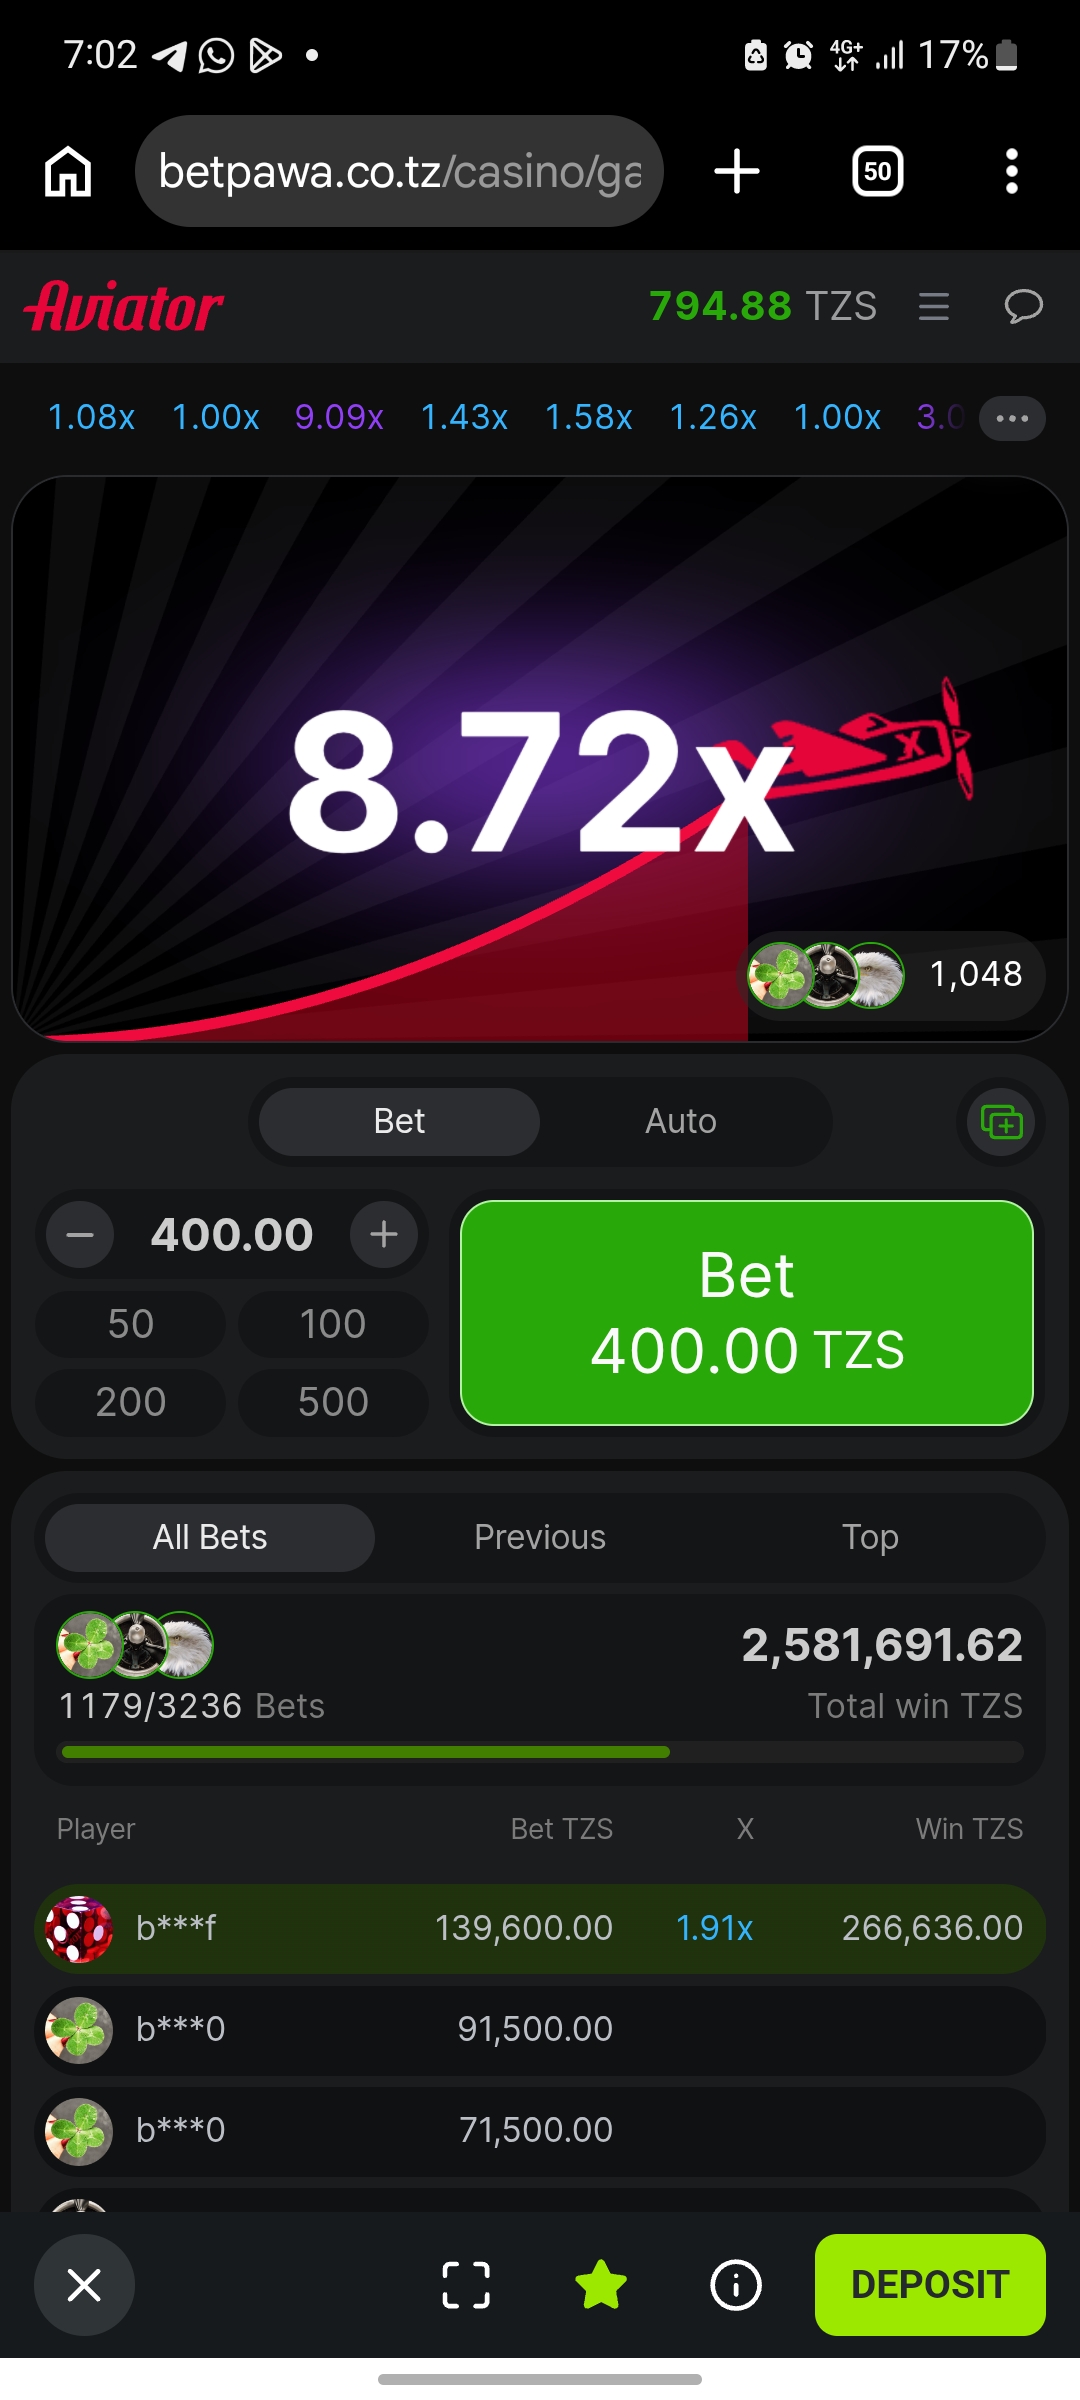 7:02 4G+ 17%
betpawa.co.tz/casino/ga
50
Aviator 794.88 TZS
1.08x 1.00x 9.09x 1.43x 1.58x 1.26x 1.00x 3.0
8.72x
X
1,048
Bet Auto
400.00
50 100
200 500
Bet
400.00 TZS
All Bets Previous Top
2,581,691.62
1179/3236 Bets Total win TZS
Player Bet TZS X Win TZS
b***f 139,600.00 1.91x 266,636.00
b***0 91,500.00
b***0 71,500.00
DEPOSIT